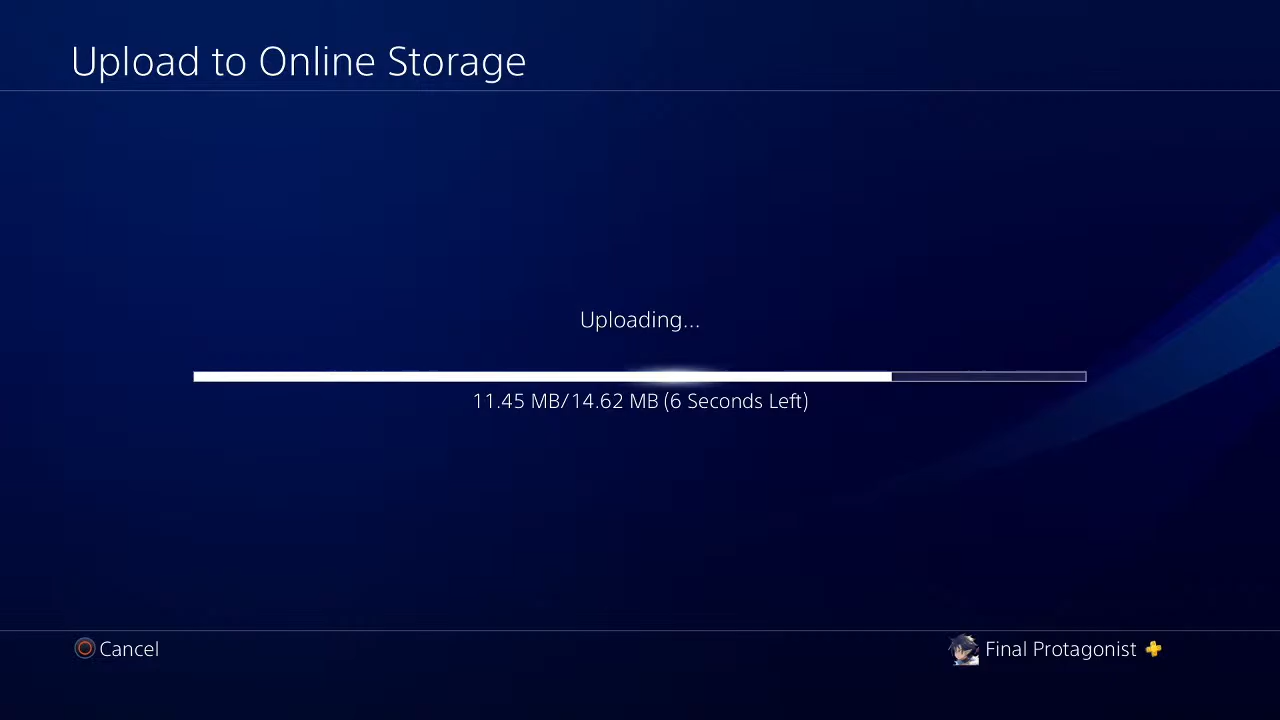 Upload to Online Storage
Uploading...
11.45 MB/14.62 MB (6 Seconds Left)
Cancel
Final Protagonist